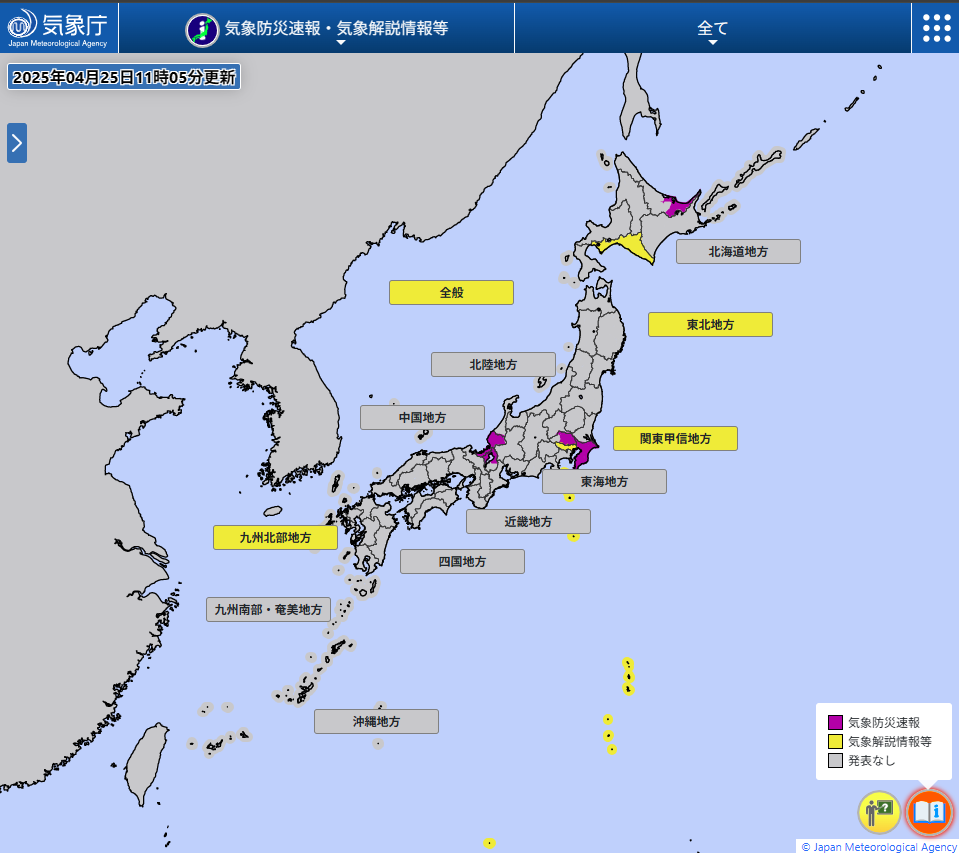 気象庁
Japan Meteorological Agency
気象防災速報・気象解説情報等
全て
2025年04月25日11時05分更新
北海道地方
全般
東北地方
北陸地方
中国地方
関東甲信地方
東海地方
近畿地方
九州北部地方
四国地方
九州南部・奄美地方
沖縄地方
気象防災速報
気象解説情報等
発表なし
?
i
© Japan Meteorological Agency